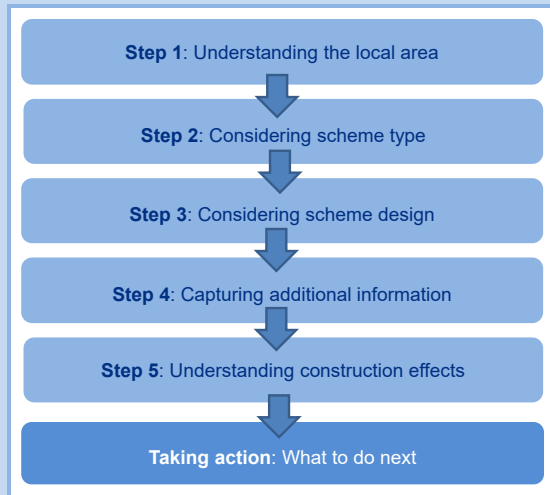 Step 1: Understanding the local area
Step 2: Considering scheme type
Step 3: Considering scheme design
Step 4: Capturing additional information
Step 5: Understanding construction effects
Taking action: What to do next